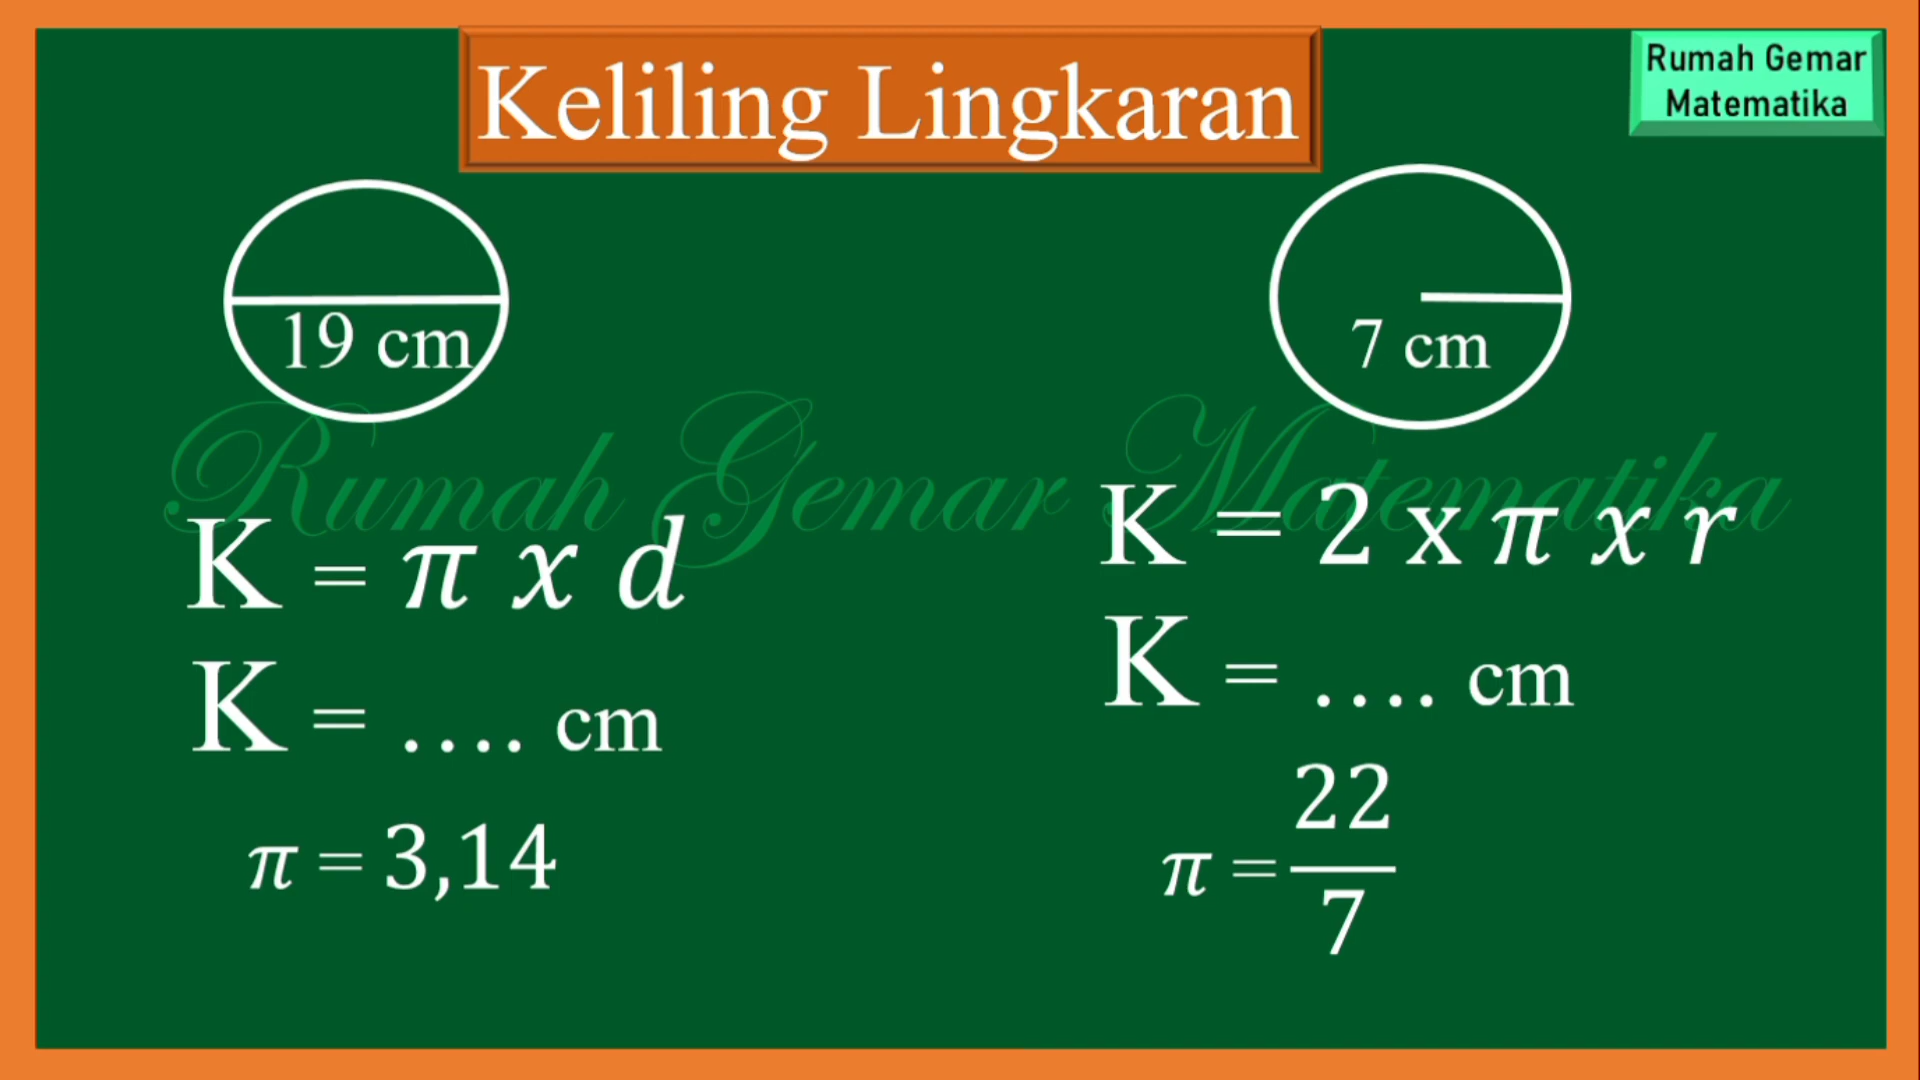 Keliling Lingkaran
Rumah Gemar
Matematika
19 cm
7 cm
Rumah Gemar Matematika
K = π x d
K = .... cm
π = 3,14
K = 2 x π x r
K = .... cm
π = 22/7